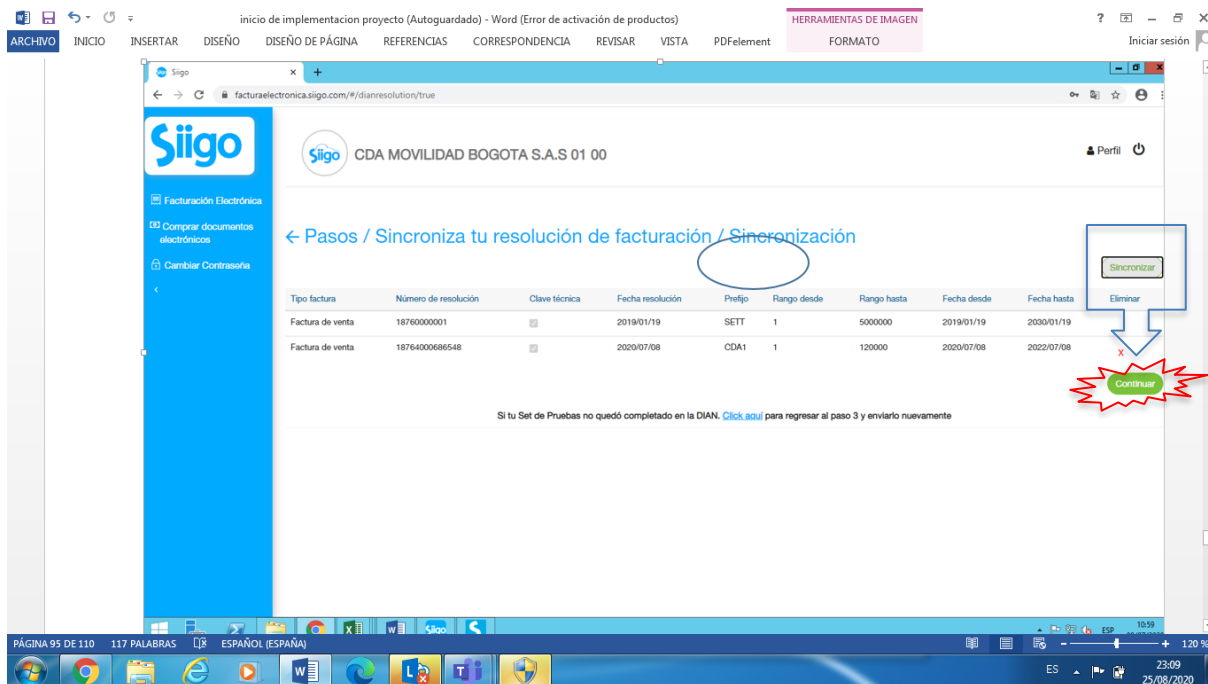 inicio de implementacion proyecto (Autoguardado) - Word (Error de activación de productos)
HERRAMIENTAS DE IMAGEN
ARCHIVO INICIO INSERTAR DISEÑO DISEÑO DE PÁGINA REFERENCIAS CORRESPONDENCIA REVISAR VISTA PDFelement FORMATO Iniciar sesión
Siigo
facturaelectronica.siigo.com/#/dianresolution/true
Siigo
Siigo CDA MOVILIDAD BOGOTA S.A.S 01 00
Perfil
Facturación Electrónica
Comprar documentos
electrónicos
Cambiar Contraseña
← Pasos / Sincroniza tu resolución de facturación / Sincronización
Sincronizar
Tipo factura Número de resolución Clave técnica Fecha resolución Prefijo Rango desde Rango hasta Fecha desde Fecha hasta Eliminar
Factura de venta 18760000001 2019/01/19 SETT 1 5000000 2019/01/19 2030/01/19
Factura de venta 18764000686548 2020/07/08 CDA1 1 120000 2020/07/08 2022/07/08 X
Continuar
Si tu Set de Pruebas no quedó completado en la DIAN. Click aquí para regresar al paso 3 y enviarlo nuevamente
Siigo
ESP
10:59
PÁGINA 95 DE 110 117 PALABRAS ESPAÑOL (ESPAÑA) 120 %
ES
23:09
25/08/2020